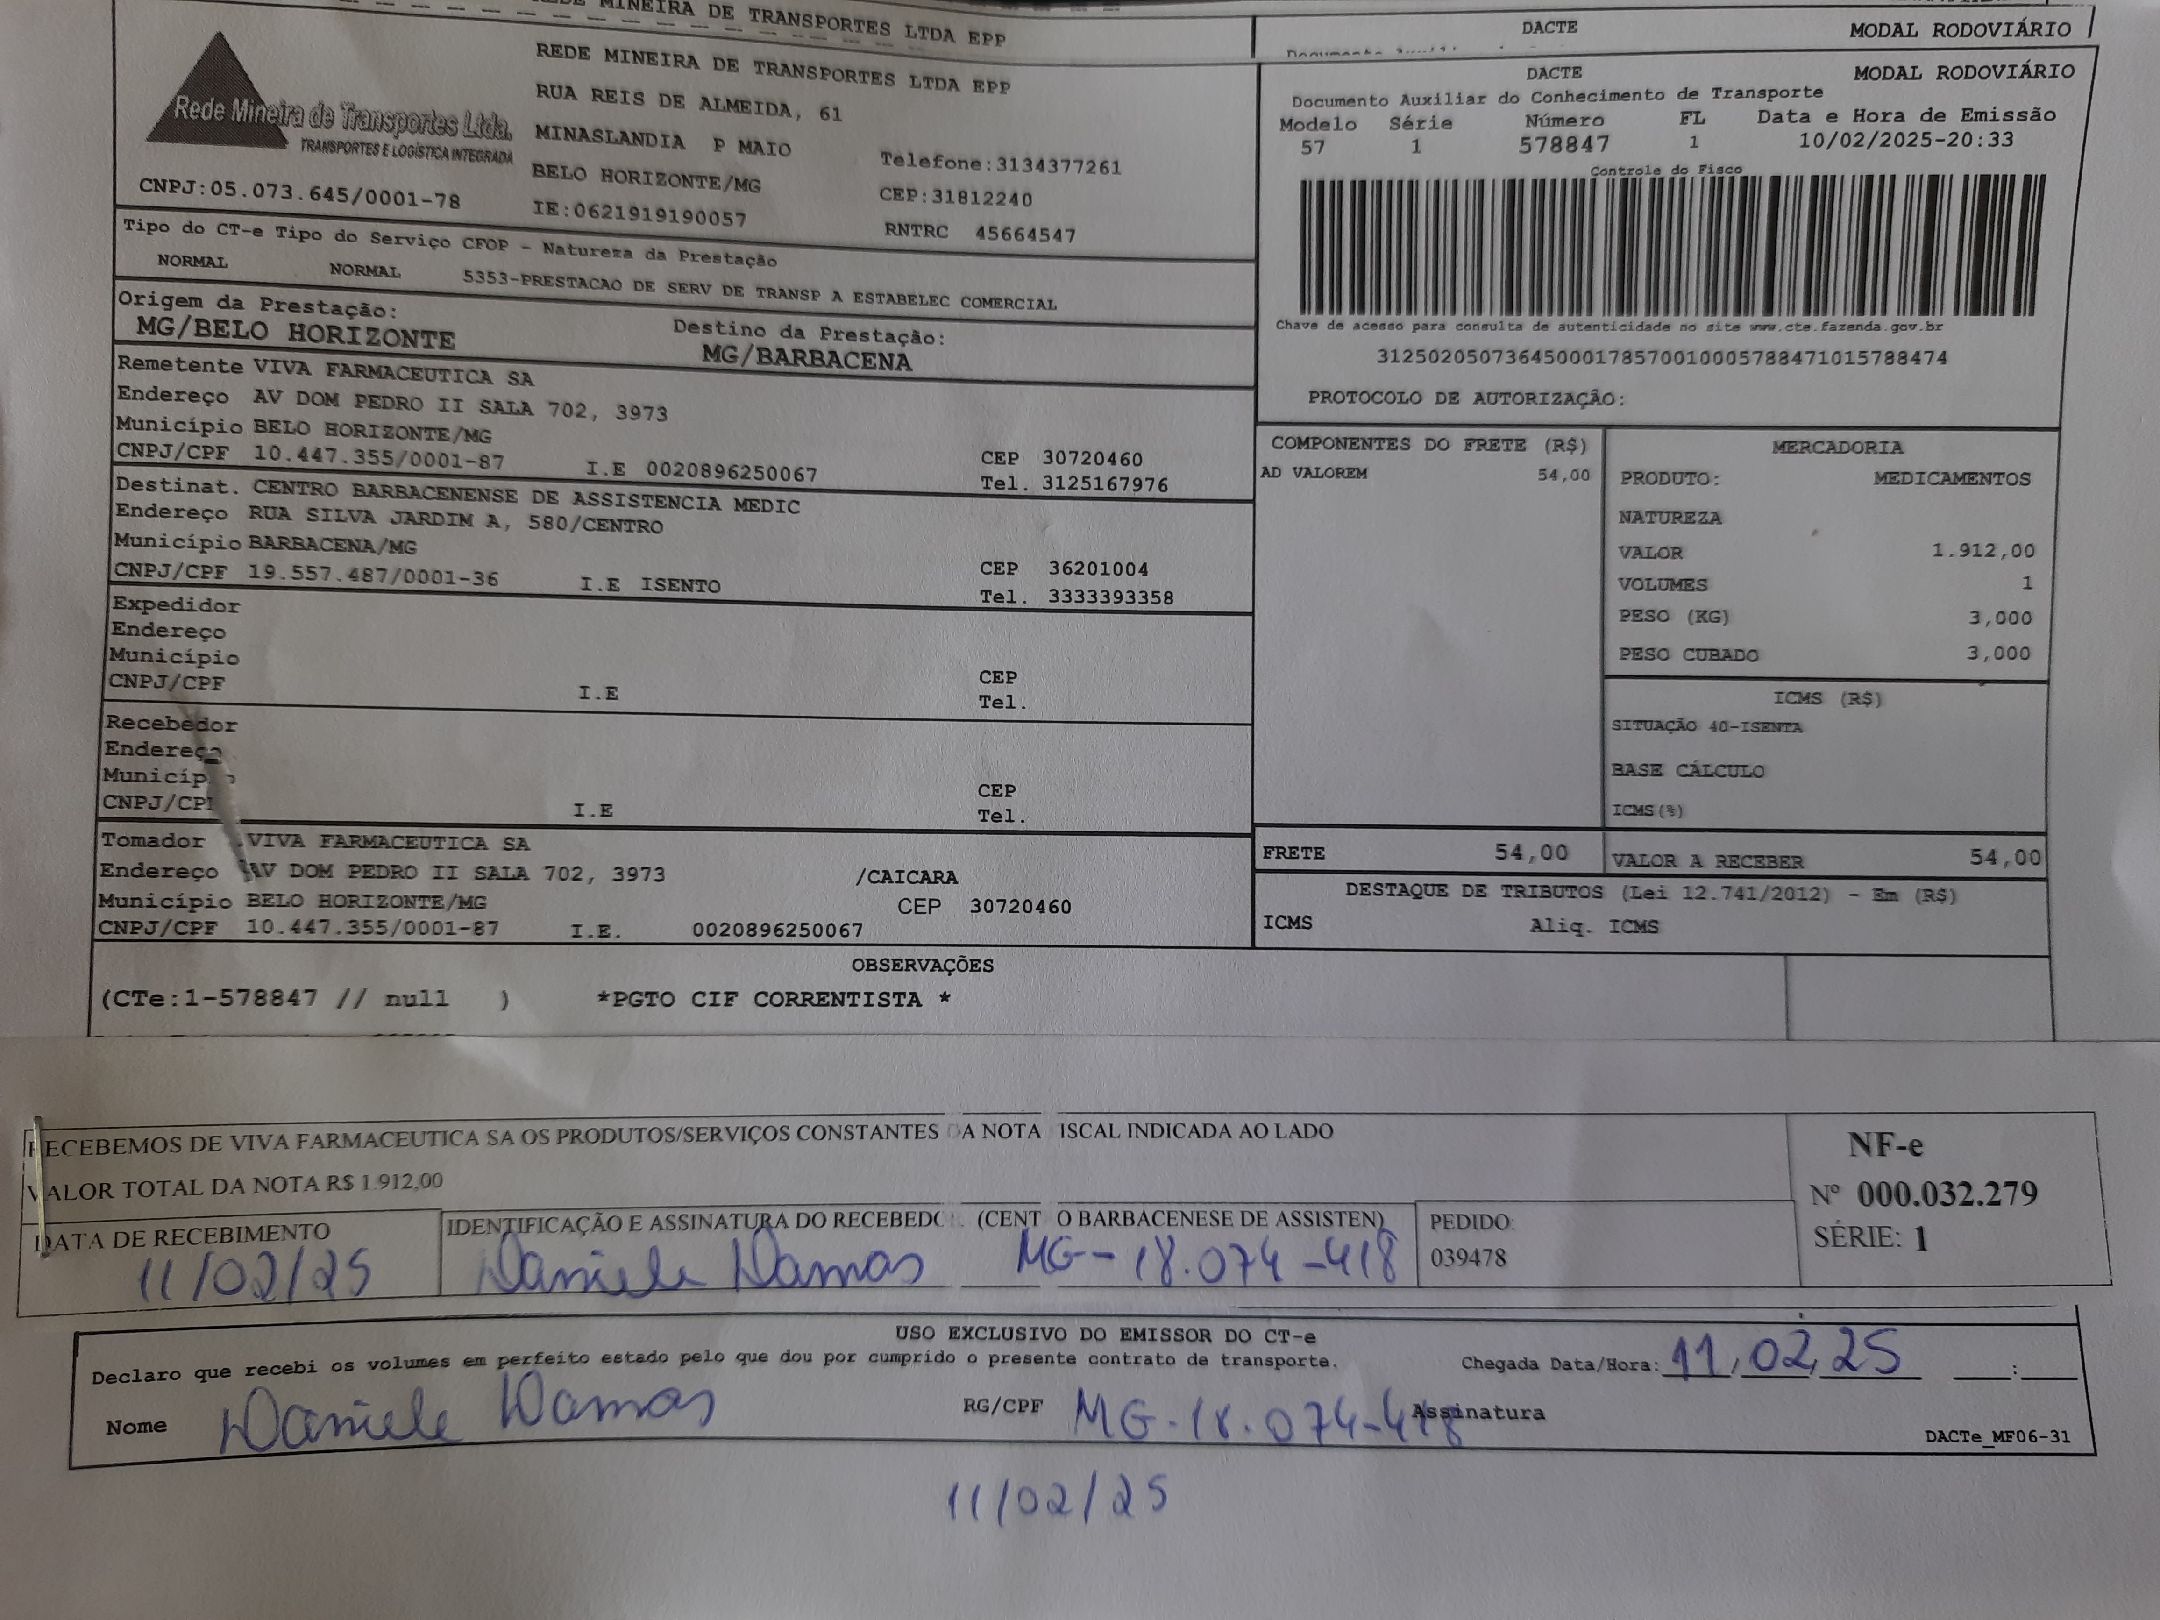 REDE MINEIRA DE TRANSPORTES LTDA EPP
DACTE
MODAL RODOVIÁRIO
Rede Mineira de Transportes Ltda.
TRANSPORTES E LOGÍSTICA INTEGRADA
CNPJ:05.073.645/0001-78
REDE MINEIRA DE TRANSPORTES LTDA EPP
RUA REIS DE ALMEIDA, 61
MINASLANDIA P MAIO
BELO HORIZONTE/MG
IE:0621919190057
Telefone:3134377261
CEP:31812240
RNTRC 45664547
DACTE MODAL RODOVIÁRIO
Documento Auxiliar do Conhecimento de Transporte
Modelo Série Número FL Data e Hora de Emissão
57 1 578847 1 10/02/2025-20:33
Controle do Fisco
Chave de acesso para consulta de autenticidade no site www.cte.fazenda.gov.br
31250205073645000178570010005788471015788474
PROTOCOLO DE AUTORIZAÇÃO:
Tipo do CT-e Tipo do Serviço CFOP - Natureza da Prestação
NORMAL NORMAL 5353-PRESTACAO DE SERV DE TRANSP A ESTABELEC COMERCIAL
Origem da Prestação: Destino da Prestação:
MG/BELO HORIZONTE MG/BARBACENA
Remetente VIVA FARMACEUTICA SA
Endereço AV DOM PEDRO II SALA 702, 3973
Município BELO HORIZONTE/MG CEP 30720460
CNPJ/CPF 10.447.355/0001-87 I.E 0020896250067 Tel. 3125167976
Destinat. CENTRO BARBACENENSE DE ASSISTENCIA MEDIC
Endereço RUA SILVA JARDIM A, 580/CENTRO
Município BARBACENA/MG CEP 36201004
CNPJ/CPF 19.557.487/0001-36 I.E ISENTO Tel. 3333393358
Expedidor
Endereço
Município CEP
CNPJ/CPF I.E Tel.
Recebedor
Endereço
Municíp o CEP
CNPJ/CPF I.E Tel.
Tomador VIVA FARMACEUTICA SA
Endereço AV DOM PEDRO II SALA 702, 3973 /CAICARA
Município BELO HORIZONTE/MG CEP 30720460
CNPJ/CPF 10.447.355/0001-87 I.E. 0020896250067
COMPONENTES DO FRETE (R$)
AD VALOREM 54,00
MERCADORIA
PRODUTO: MEDICAMENTOS
NATUREZA
VALOR 1.912,00
VOLUMES 1
PESO (KG) 3,000
PESO CUBADO 3,000
ICMS (R$)
SITUAÇÃO 40-ISENTA
BASE CÁLCULO
ICMS(%)
FRETE 54,00 VALOR A RECEBER 54,00
DESTAQUE DE TRIBUTOS (Lei 12.741/2012) - Em (R$)
ICMS Aliq. ICMS
OBSERVAÇÕES
(CTe:1-578847 // null ) *PGTO CIF CORRENTISTA *
RECEBEMOS DE VIVA FARMACEUTICA SA OS PRODUTOS/SERVIÇOS CONSTANTES DA NOTA ISCAL INDICADA AO LADO
VALOR TOTAL DA NOTA R$ 1.912,00
NF-e
Nº 000.032.279
SÉRIE: 1
DATA DE RECEBIMENTO
11/02/25
IDENTIFICAÇÃO E ASSINATURA DO RECEBEDO . (CENT O BARBACENESE DE ASSISTEN)
Daniele Damas MG-18.074-418
PEDIDO:
039478
USO EXCLUSIVO DO EMISSOR DO CT-e
Declaro que recebi os volumes em perfeito estado pelo que dou por cumprido o presente contrato de transporte. Chegada Data/Hora: 11,02,25 :
Nome Daniele Damas RG/CPF MG-18.074-418 Assinatura
DACTe_MF06-31
11/02/25